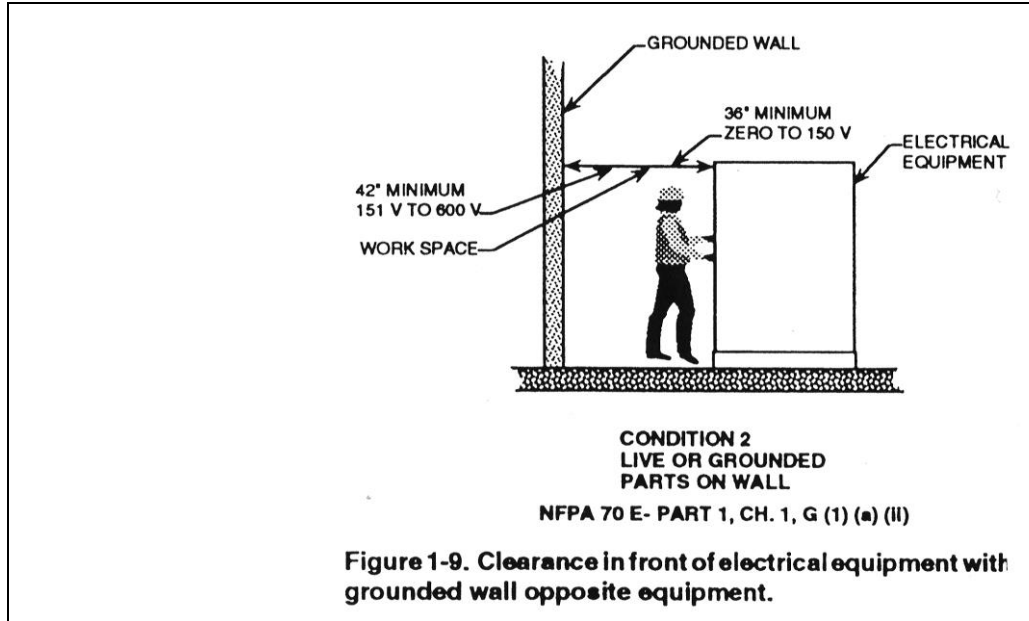 GROUNDED WALL
36" MINIMUM
ZERO TO 150 V
ELECTRICAL
EQUIPMENT
42" MINIMUM
151 V TO 600 V
WORK SPACE
CONDITION 2
LIVE OR GROUNDED
PARTS ON WALL
NFPA 70 E- PART 1, CH. 1, G (1) (a) (ii)
Figure 1-9. Clearance in front of electrical equipment with
grounded wall opposite equipment.